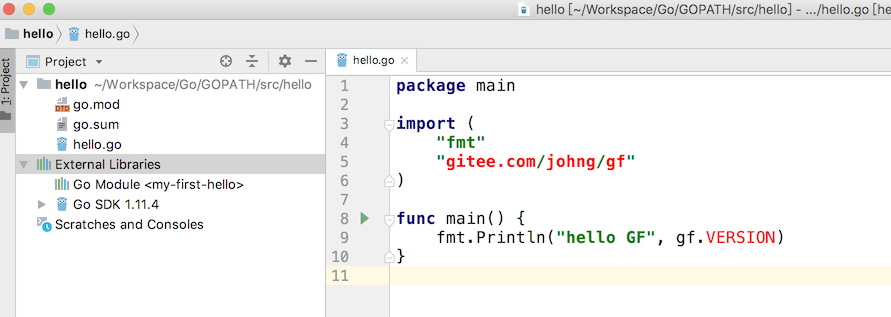 hello [~/Workspace/Go/GOPATH/src/hello] - .../hello.go [he
hello hello.go
1: Project
Project
hello ~/Workspace/Go/GOPATH/src/hello
go.mod
go.sum
hello.go
External Libraries
Go Module <my-first-hello>
Go SDK 1.11.4
Scratches and Consoles
hello.go
1 package main
2
3 import (
4 "fmt"
5 "gitee.com/johng/gf"
6 )
7
8 func main() {
9 fmt.Println("hello GF", gf.VERSION)
10 }
11